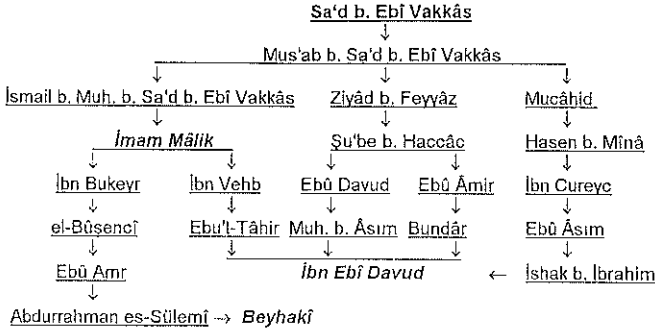 Sa'd b. Ebî Vakkâs
Mus'ab b. Sa'd b. Ebî Vakkâs
İsmail b. Muh. b. Sa'd b. Ebî Vakkâs Ziyâd b. Feyyâz Mucâhid
İmam Mâlik Şu'be b. Haccâc Hasen b. Mînâ
İbn Bukeyr İbn Vehb Ebû Davud Ebû Âmir İbn Cureyc
el-Bûşencî Ebu't-Tâhir Muh. b. Âsım Bundâr Ebû Âsım
Ebû Amr İbn Ebî Davud ← İshak b. İbrahim
Abdurrahman es-Sülemî → Beyhakî